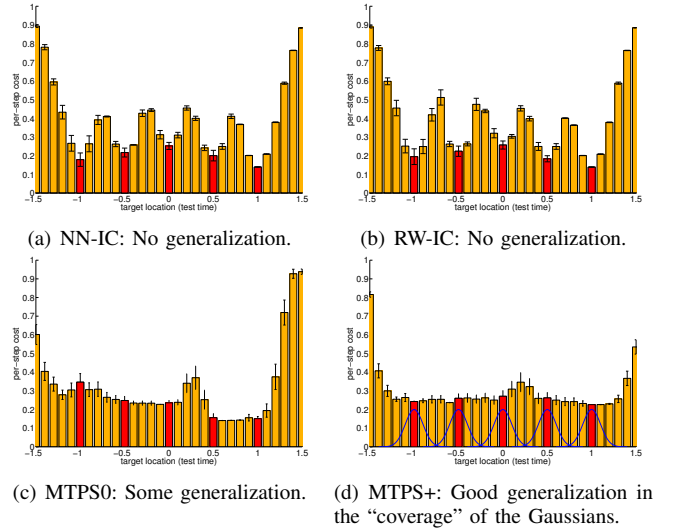 1
0.9
0.8
0.7
0.6
0.5
0.4
0.3
0.2
0.1
0
per−step cost
−1.5 −1 −0.5 0 0.5 1 1.5
target location (test time)
(a) NN-IC: No generalization.
1
0.9
0.8
0.7
0.6
0.5
0.4
0.3
0.2
0.1
0
per−step cost
−1.5 −1 −0.5 0 0.5 1 1.5
target location (test time)
(b) RW-IC: No generalization.
1
0.9
0.8
0.7
0.6
0.5
0.4
0.3
0.2
0.1
0
per−step cost
−1.5 −1 −0.5 0 0.5 1 1.5
target location (test time)
(c) MTPS0: Some generalization.
1
0.9
0.8
0.7
0.6
0.5
0.4
0.3
0.2
0.1
0
per−step cost
−1.5 −1 −0.5 0 0.5 1 1.5
target location (test time)
(d) MTPS+: Good generalization in
the “coverage” of the Gaussians.